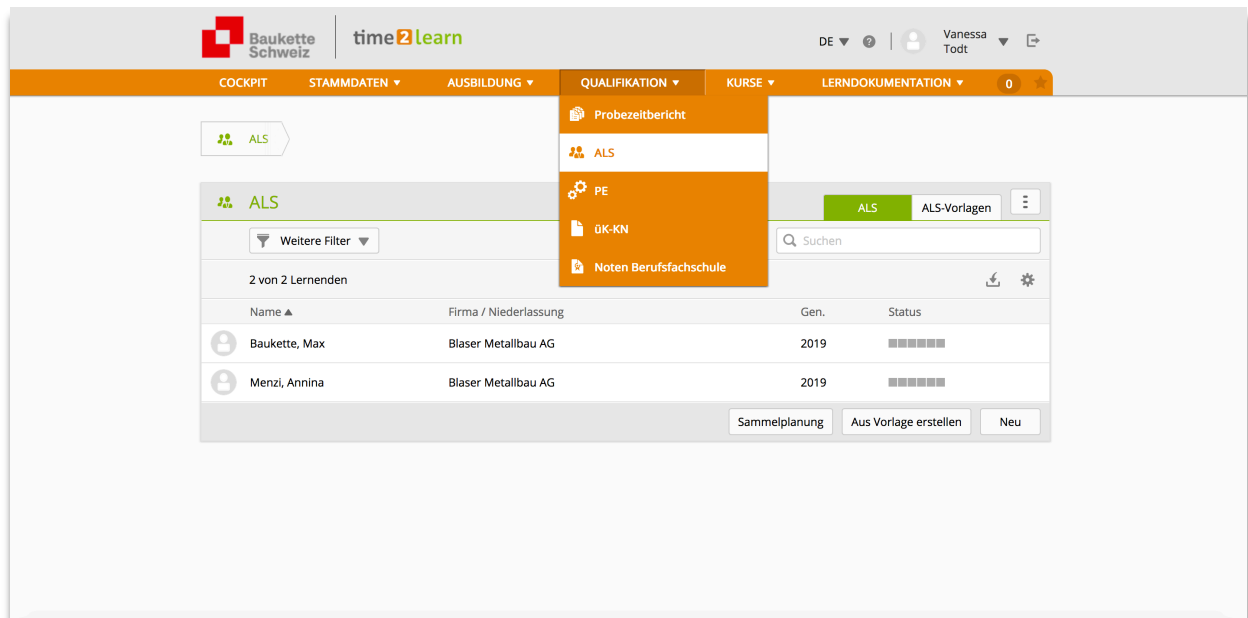 Baukette
Schweiz
time2learn
DE
Vanessa
Todt
COCKPIT STAMMDATEN AUSBILDUNG QUALIFIKATION KURSE LERNDOKUMENTATION 0
Probezeitbericht
ALS
PE
üK-KN
Noten Berufsfachschule
ALS
ALS
ALS ALS-Vorlagen
Weitere Filter
Suchen
2 von 2 Lernenden
Name Firma / Niederlassung Gen. Status
Baukette, Max Blaser Metallbau AG 2019
Menzi, Annina Blaser Metallbau AG 2019
Sammelplanung Aus Vorlage erstellen Neu